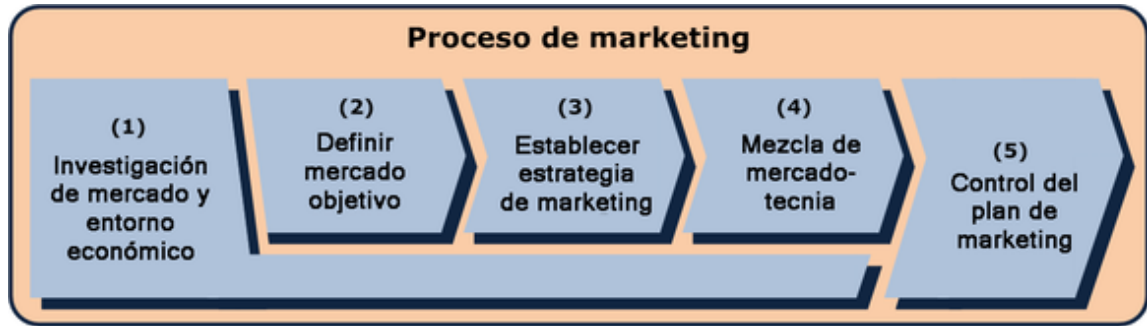 Proceso de marketing
(1)
Investigación
de mercado y
entorno
económico
(2)
Definir
mercado
objetivo
(3)
Establecer
estrategia
de marketing
(4)
Mezcla de
mercado-
tecnia
(5)
Control del
plan de
marketing